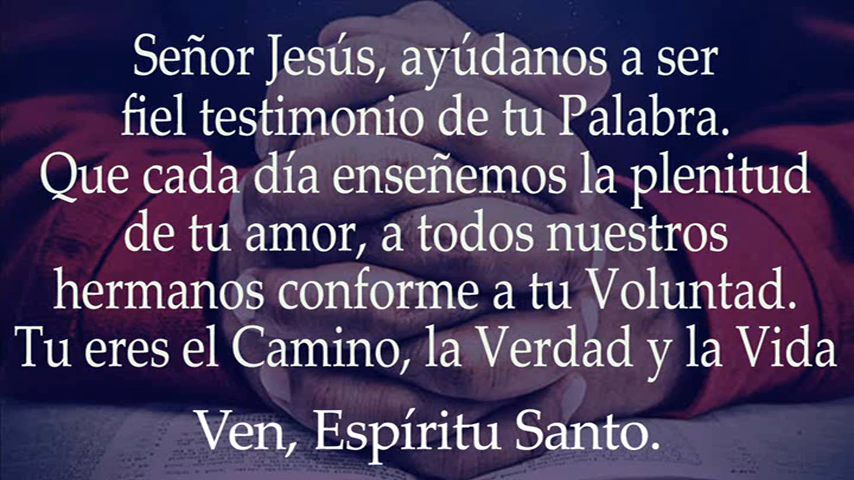 Señor Jesús, ayúdanos a ser
fiel testimonio de tu Palabra.
Que cada día enseñemos la plenitud
de tu amor, a todos nuestros
hermanos conforme a tu Voluntad.
Tu eres el Camino, la Verdad y la Vida
Ven, Espíritu Santo.